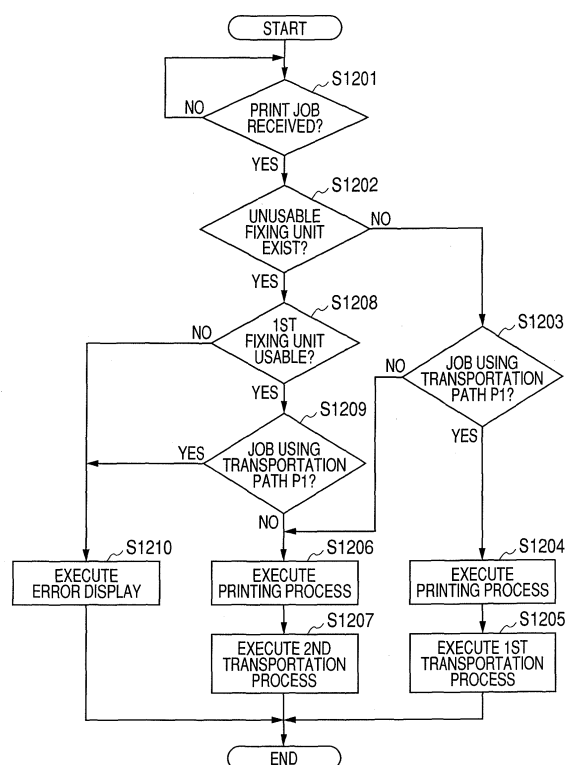 START
S1201
PRINT JOB
RECEIVED?
NO
YES
S1202
UNUSABLE
FIXING UNIT
EXIST?
NO
YES
S1208
1ST
FIXING UNIT
USABLE?
NO
YES
S1203
JOB USING
TRANSPORTATION
PATH P1?
NO
YES
S1209
JOB USING
TRANSPORTATION
PATH P1?
YES
NO
S1210
EXECUTE
ERROR DISPLAY
S1206
EXECUTE
PRINTING PROCESS
S1204
EXECUTE
PRINTING PROCESS
S1207
EXECUTE 2ND
TRANSPORTATION
PROCESS
S1205
EXECUTE 1ST
TRANSPORTATION
PROCESS
END